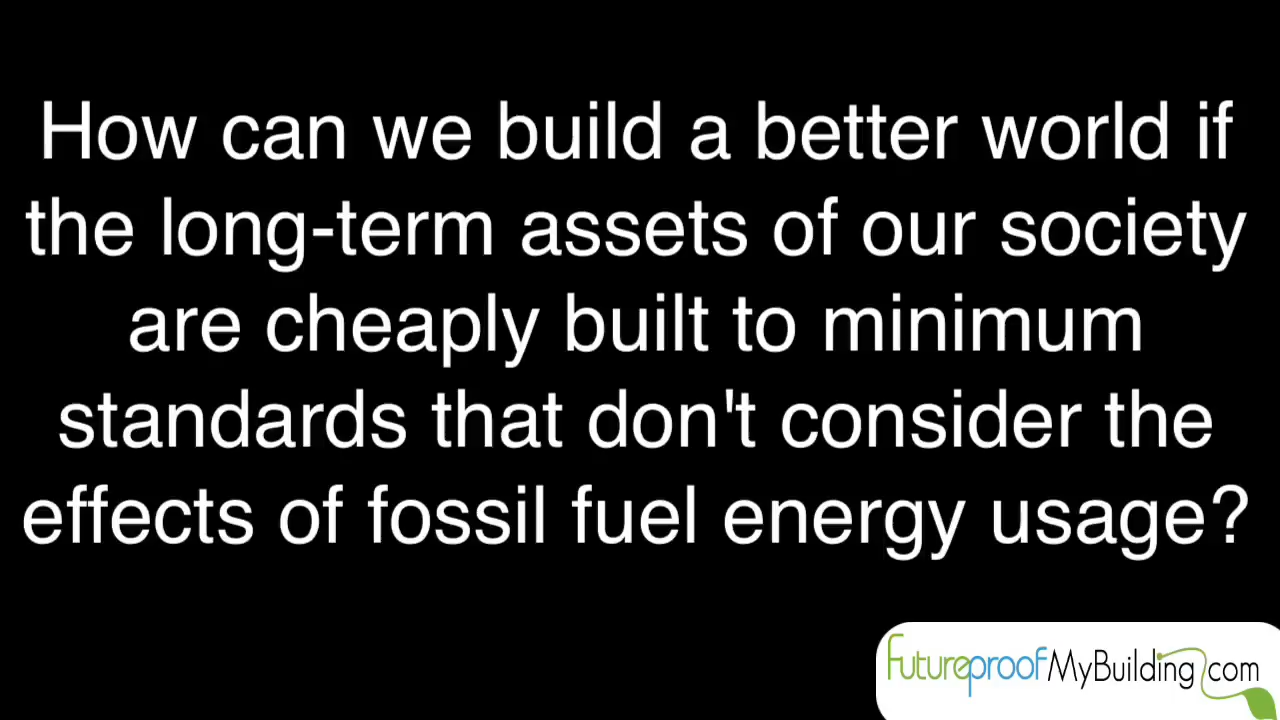 How can we build a better world if
the long-term assets of our society
are cheaply built to minimum
standards that don't consider the
effects of fossil fuel energy usage?
FutureproofMyBuilding.com